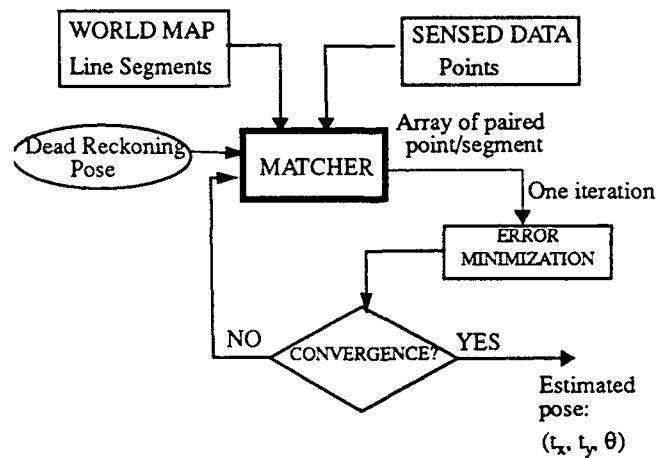 WORLD MAP
Line Segments
SENSED DATA
Points
Dead Reckoning
Pose
MATCHER
Array of paired
point/segment
One iteration
ERROR
MINIMIZATION
NO
CONVERGENCE?
YES
Estimated
pose:
(tx, ty, θ)